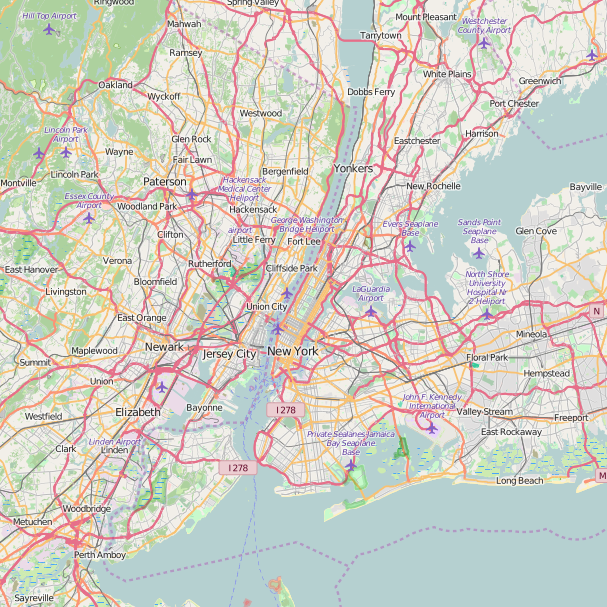 Ringwood
Spring Valley
Hill Top Airport
Mahwah
Mount Pleasant
Westchester
County Airport
Tarrytown
Ramsey
White Plains
Greenwich
Oakland
Wyckoff
Dobbs Ferry
Port Chester
Westwood
Lincoln Park
Airport
Glen Rock
Eastchester
Harrison
Wayne
Fair Lawn
Lincoln Park
Bergenfield
Yonkers
Montville
Paterson
Hackensack
Medical Center
Heliport
New Rochelle
Bayville
Essex County
Airport
Woodland Park
Hackensack
George Washington
Bridge Heliport
Evers Seaplane
Base
Sands Point
Seaplane
Base
Glen Cove
Clifton
airport
Little Ferry
Fort Lee
Verona
Rutherford
Cliffside Park
East Hanover
Bloomfield
North Shore
University
Hospital Nr
2 Heliport
Livingston
LaGuardia
Airport
Union City
East Orange
N
Mineola
Maplewood
Newark
Jersey City
New York
Floral Park
Summit
Union
Hempstead
Westfield
Elizabeth
Bayonne
I 278
John F. Kennedy
International
Airport
Valley Stream
Freeport
Clark
Linden Airport
Linden
Private Sealanes Jamaica
Bay Seaplane
Base
East Rockaway
I 278
Long Beach
M
Woodbridge
Metuchen
Perth Amboy
Sayreville